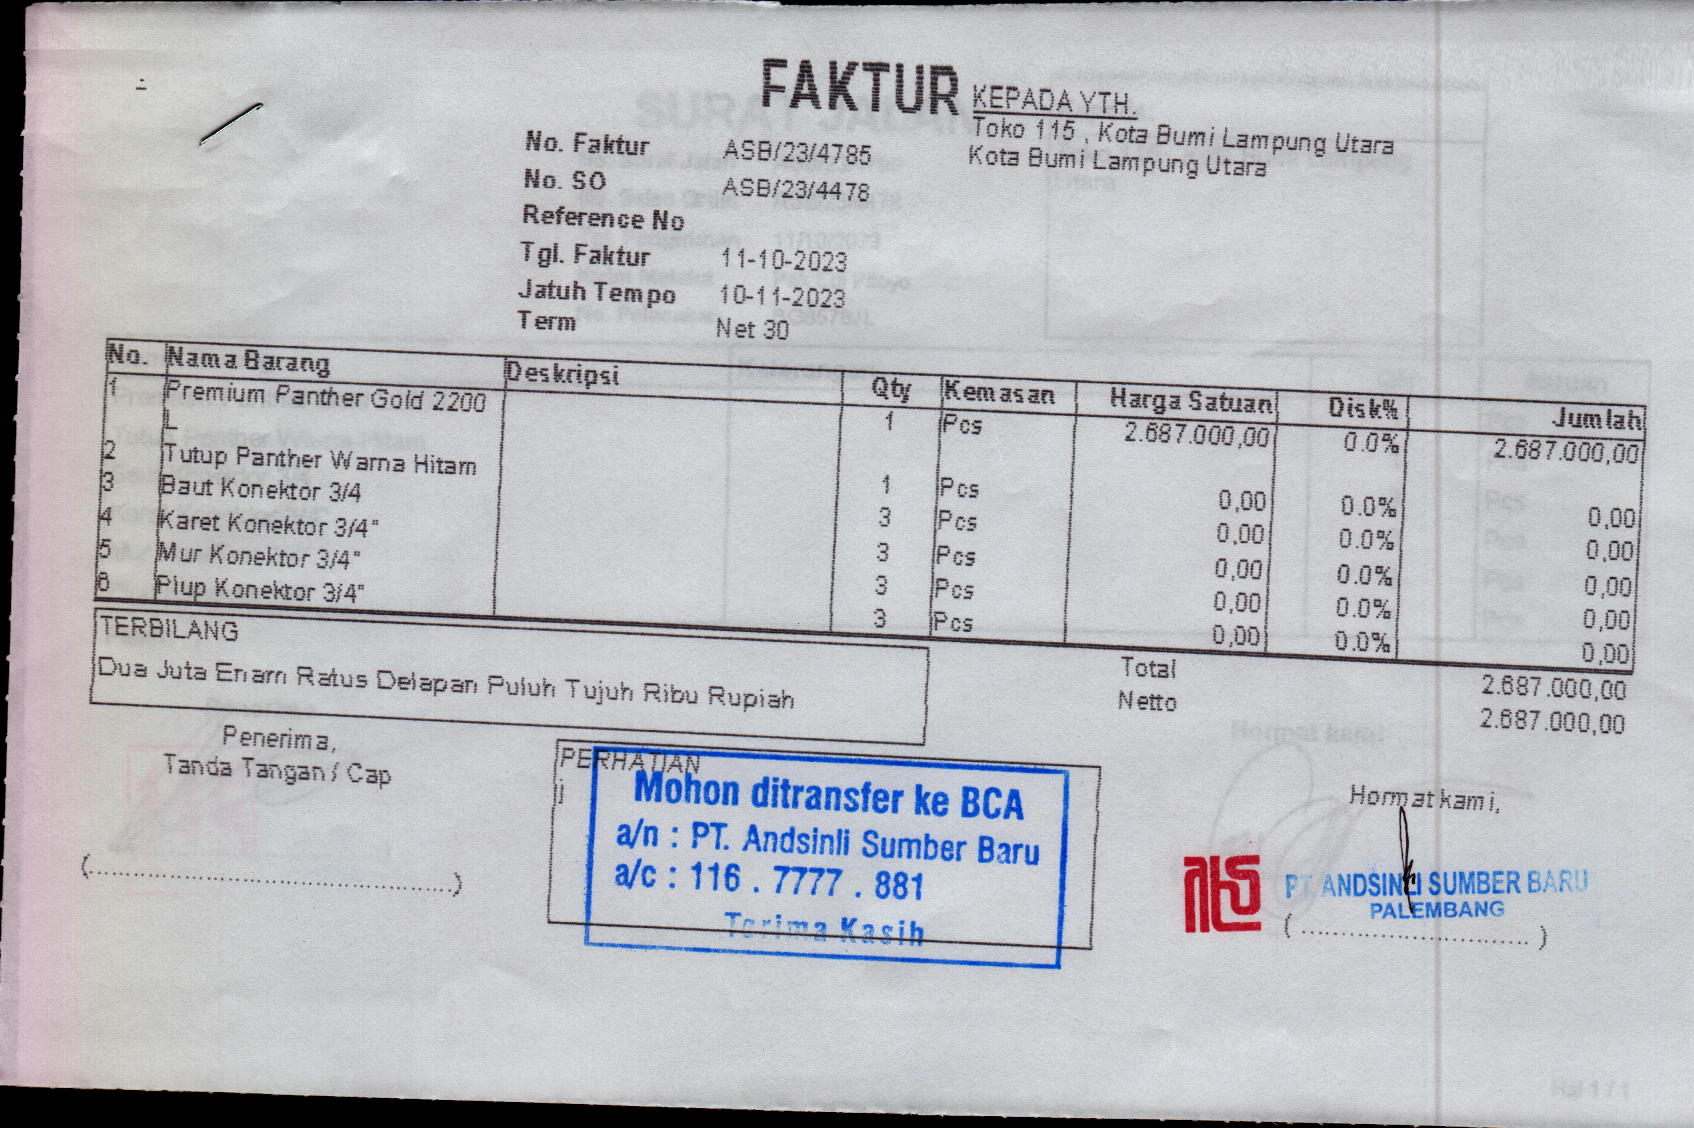 FAKTUR
KEPADA YTH.
Toko 115 , Kota Bumi Lampung Utara
Kota Bumi Lampung Utara
No. Faktur ASB/23/4785
No. SO ASB/23/4478
Reference No
Tgl. Faktur 11-10-2023
Jatuh Tempo 10-11-2023
Term Net 30
No. Nama Barang Deskripsi Qty Kemasan Harga Satuan Disk% Jumlah
1 Premium Panther Gold 2200 1 Pcs 2.687.000,00 0.0% 2.687.000,00
L
2 Tutup Panther Warna Hitam 1 Pcs 0,00 0.0% 0,00
3 Baut Konektor 3/4 3 Pcs 0,00 0.0% 0,00
4 Karet Konektor 3/4" 3 Pcs 0,00 0.0% 0,00
5 Mur Konektor 3/4" 3 Pcs 0,00 0.0% 0,00
6 Plup Konektor 3/4" 3 Pcs 0,00 0.0% 0,00
TERBILANG
Dua Juta Enam Ratus Delapan Puluh Tujuh Ribu Rupiah
Total 2.687.000,00
Netto 2.687.000,00
Penerima,
Tanda Tangan / Cap
(............................................)
PERHATIAN
j
Mohon ditransfer ke BCA
a/n : PT. Andsinli Sumber Baru
a/c : 116 . 7777 . 881
Terima Kasih
Hormat kami,
PT. ANDSINLI SUMBER BARU
PALEMBANG
( ............................ )